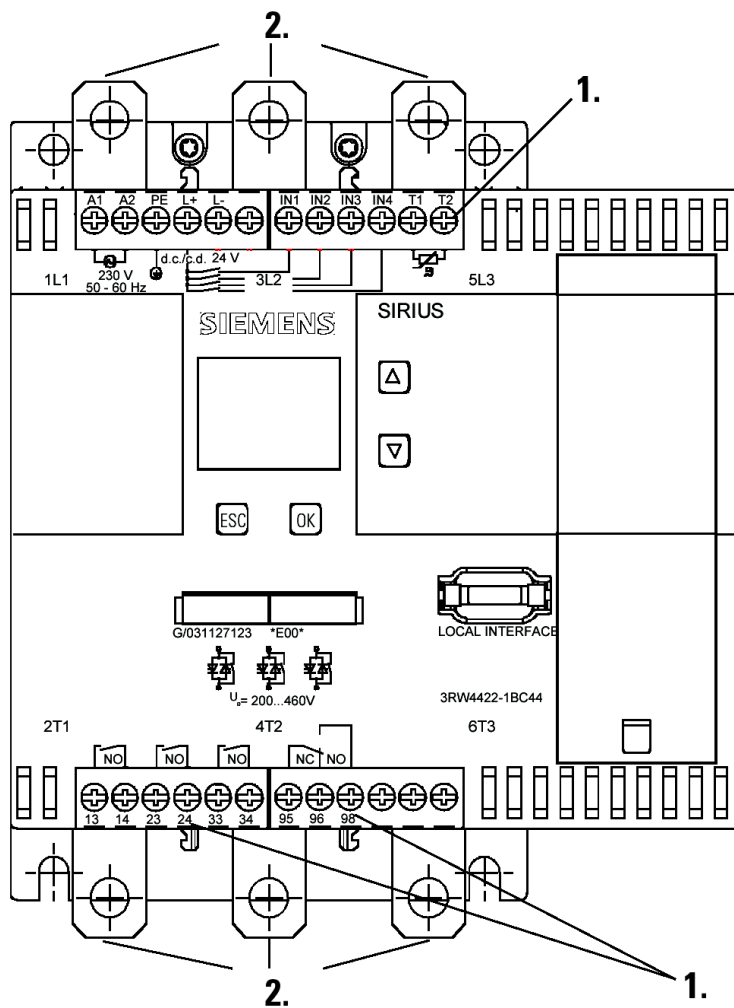 2.
1.
A1 A2 PE L+ L- IN1 IN2 IN3 IN4 T1 T2
d.c./c.d. 24 V
230 V
50 - 60 Hz
1L1 3L2 5L3
SIEMENS SIRIUS
ESC OK
G/031127123 *E00*
LOCAL INTERFACE
3RW4422-1BC44
2T1 4T2 6T3
NO NO NO NC NO
13 14 23 24 33 34 95 96 98
2.
1.